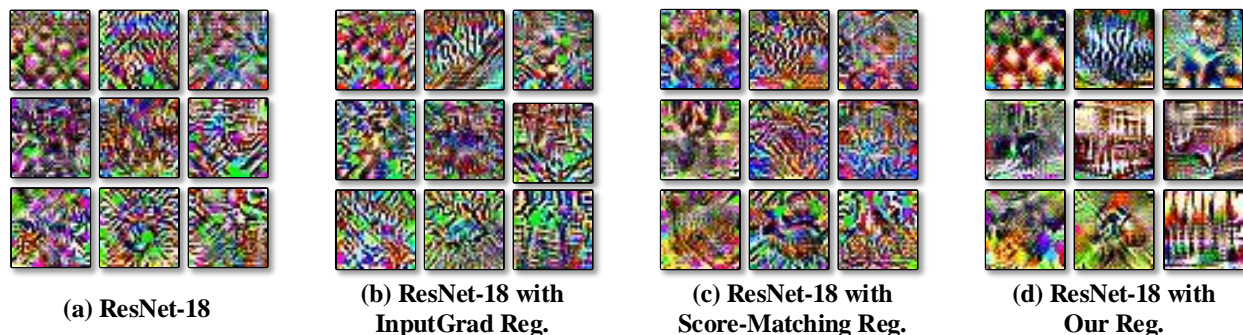 (a) ResNet-18
(b) ResNet-18 with
InputGrad Reg.
(c) ResNet-18 with
Score-Matching Reg.
(d) ResNet-18 with
Our Reg.